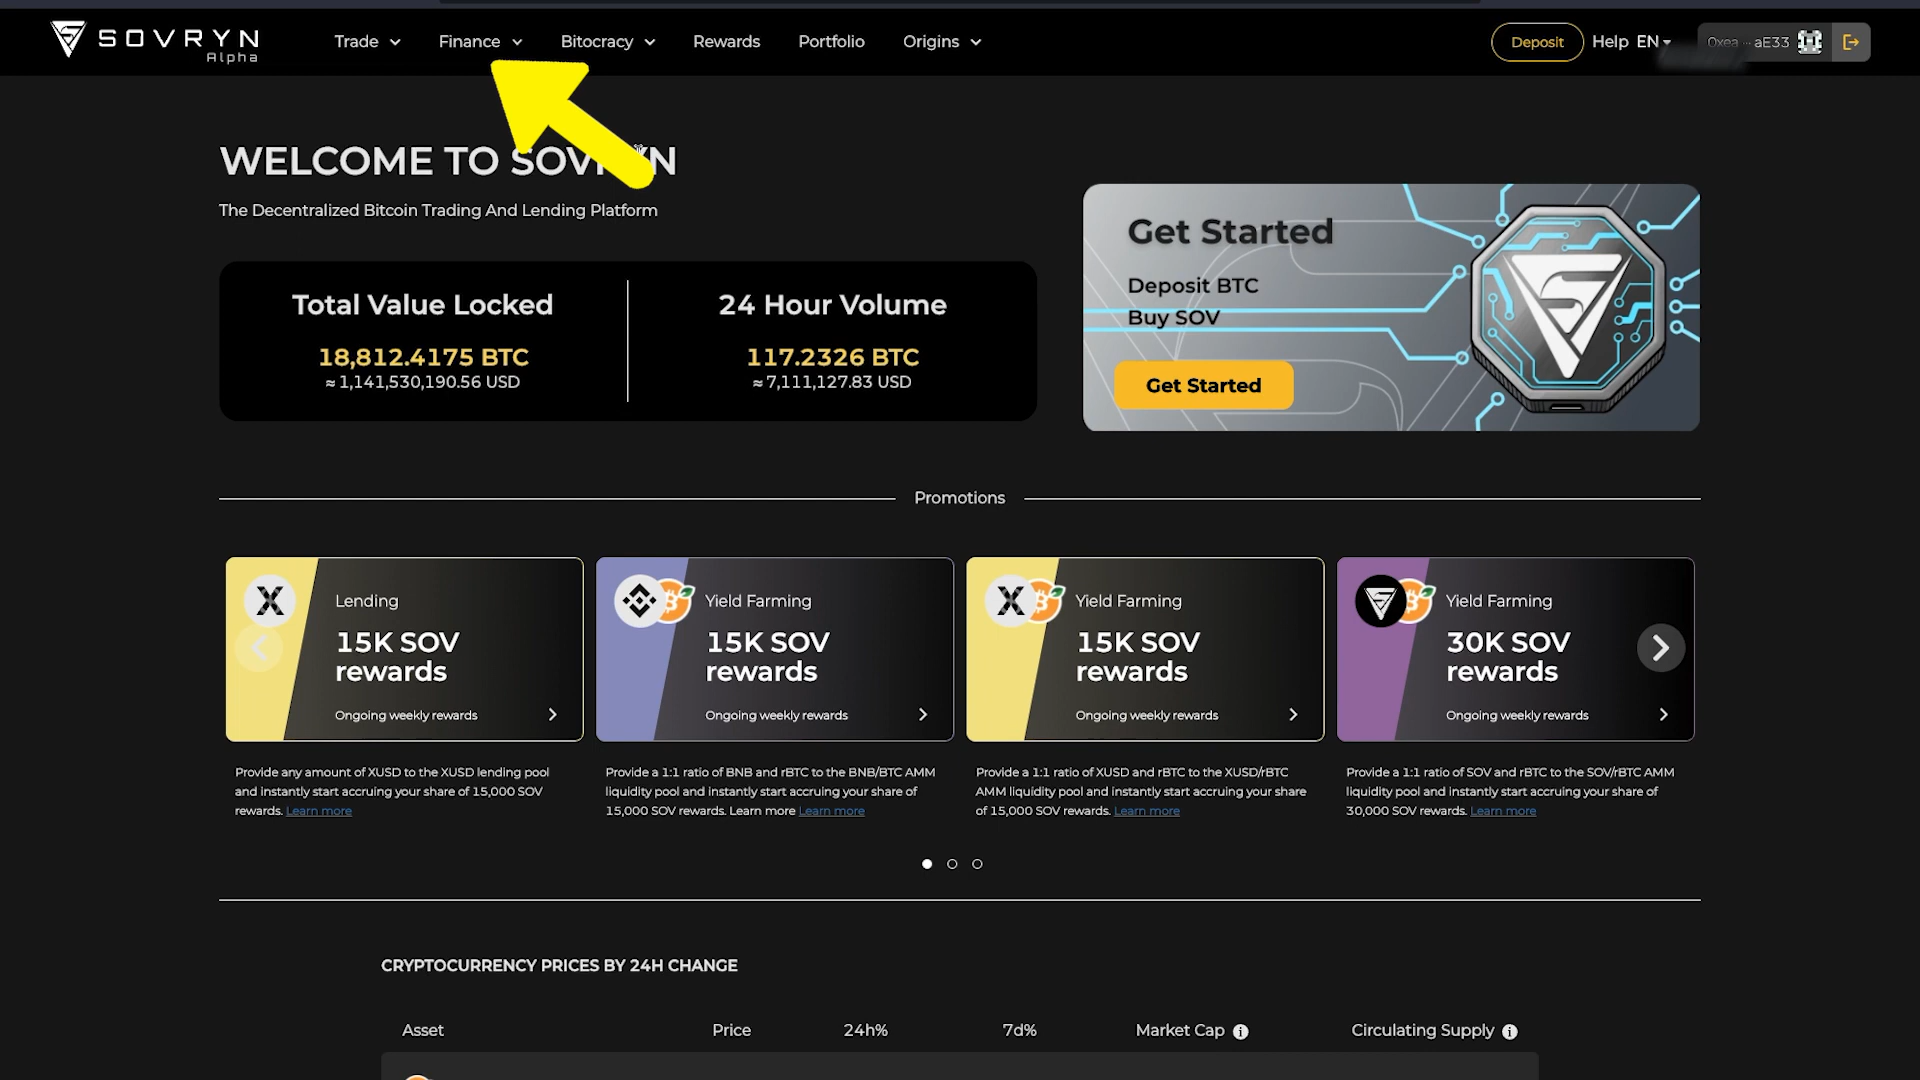 SOVRYN
Alpha
Trade
Finance
Bitocracy
Rewards
Portfolio
Origins
Deposit
Help
EN
0xea ··· aE33
WELCOME TO SOVRYN
The Decentralized Bitcoin Trading And Lending Platform
Total Value Locked
18,812.4175 BTC
≈ 1,141,530,190.56 USD
24 Hour Volume
117.2326 BTC
≈ 7,111,127.83 USD
Get Started
Deposit BTC
Buy SOV
Get Started
Promotions
Lending
15K SOV
rewards
Ongoing weekly rewards
Provide any amount of XUSD to the XUSD lending pool
and instantly start accruing your share of 15,000 SOV
rewards. Learn more
Yield Farming
15K SOV
rewards
Ongoing weekly rewards
Provide a 1:1 ratio of BNB and rBTC to the BNB/BTC AMM
liquidity pool and instantly start accruing your share of
15,000 SOV rewards. Learn more Learn more
Yield Farming
15K SOV
rewards
Ongoing weekly rewards
Provide a 1:1 ratio of XUSD and rBTC to the XUSD/rBTC
AMM liquidity pool and instantly start accruing your share
of 15,000 SOV rewards. Learn more
Yield Farming
30K SOV
rewards
Ongoing weekly rewards
Provide a 1:1 ratio of SOV and rBTC to the SOV/rBTC AMM
liquidity pool and instantly start accruing your share of
30,000 SOV rewards. Learn more
CRYPTOCURRENCY PRICES BY 24H CHANGE
Asset
Price
24h%
7d%
Market Cap
Circulating Supply